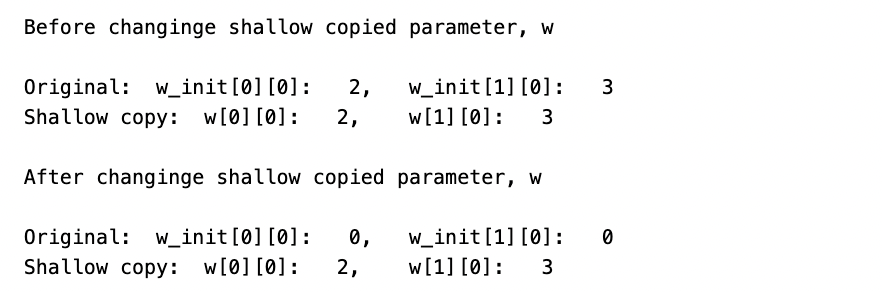 Before changinge shallow copied parameter, w
Original:  w_init[0][0]:   2,   w_init[1][0]:   3
Shallow copy:  w[0][0]:   2,    w[1][0]:   3
After changinge shallow copied parameter, w
Original:  w_init[0][0]:   0,   w_init[1][0]:   0
Shallow copy:  w[0][0]:   2,    w[1][0]:   3